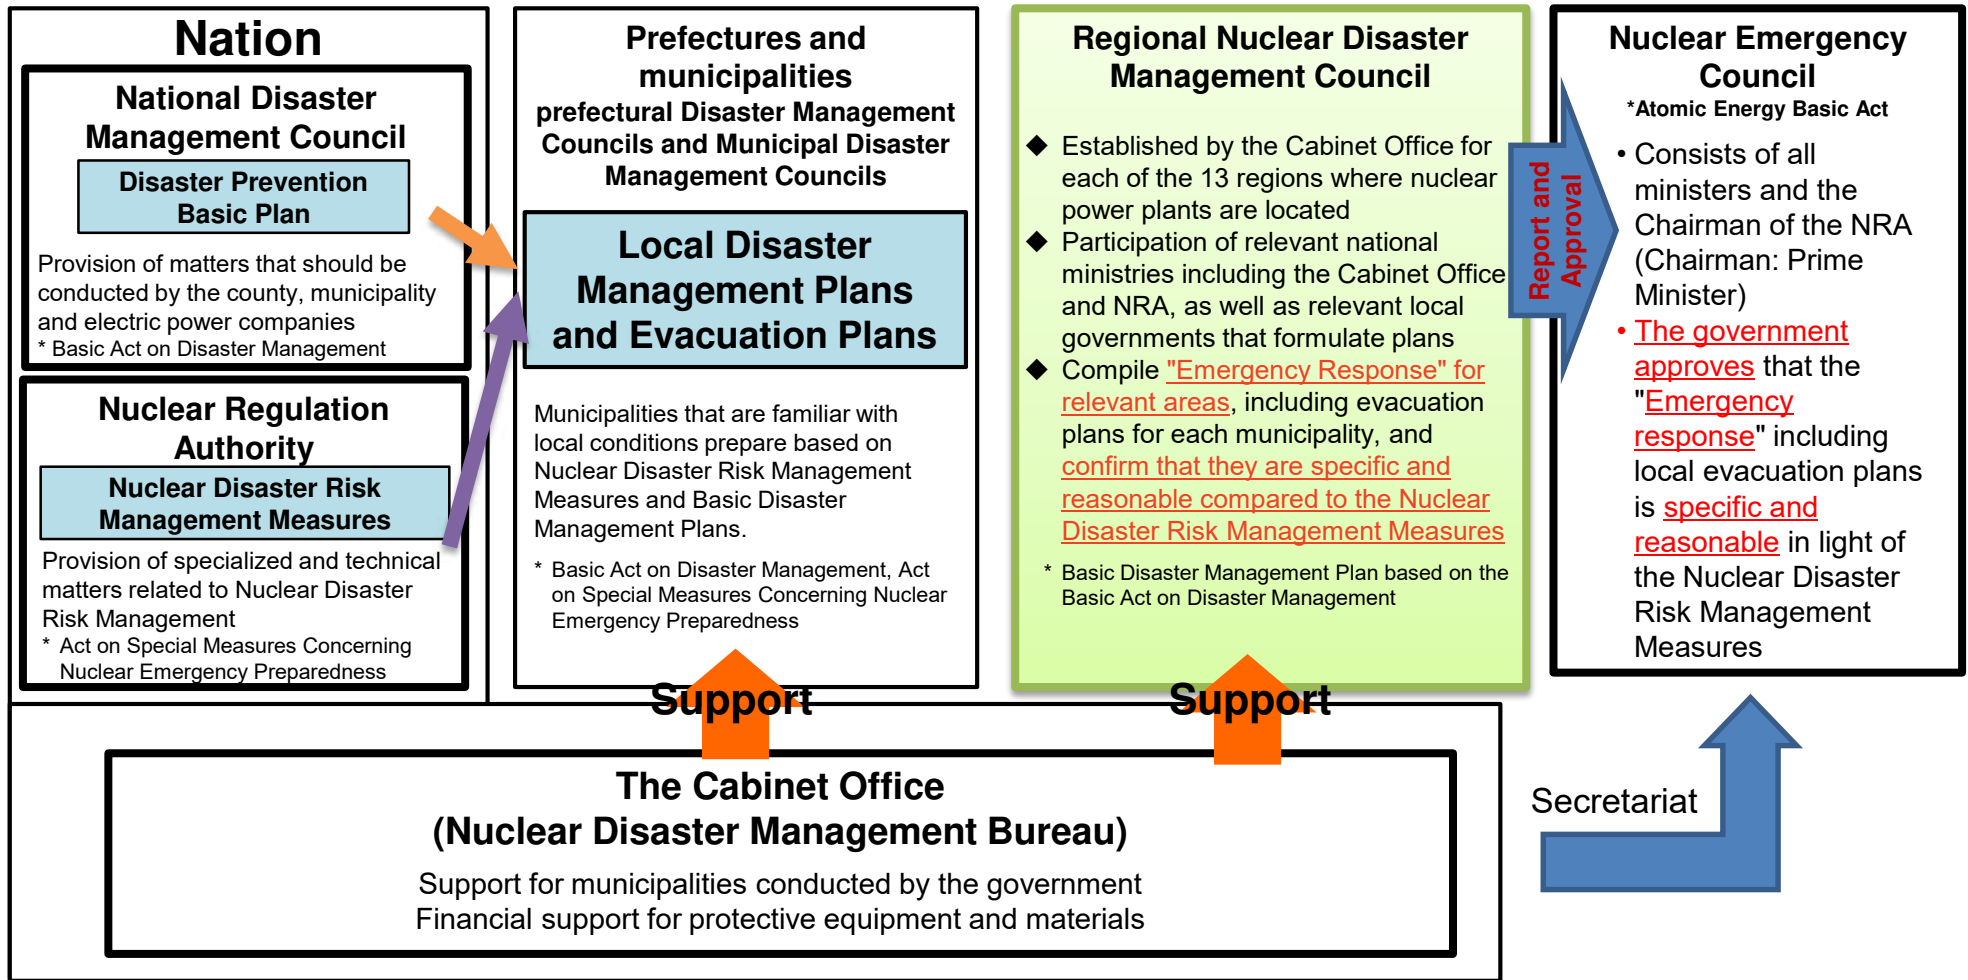 Nation
National Disaster
Management Council
Disaster Prevention
Basic Plan
Provision of matters that should be
conducted by the county, municipality
and electric power companies
* Basic Act on Disaster Management
Nuclear Regulation
Authority
Nuclear Disaster Risk
Management Measures
Provision of specialized and technical
matters related to Nuclear Disaster
Risk Management
* Act on Special Measures Concerning
Nuclear Emergency Preparedness
Prefectures and
municipalities
prefectural Disaster Management
Councils and Municipal Disaster
Management Councils
Local Disaster
Management Plans
and Evacuation Plans
Municipalities that are familiar with
local conditions prepare based on
Nuclear Disaster Risk Management
Measures and Basic Disaster
Management Plans.
* Basic Act on Disaster Management, Act
on Special Measures Concerning Nuclear
Emergency Preparedness
Support
Regional Nuclear Disaster
Management Council
◆ Established by the Cabinet Office for
each of the 13 regions where nuclear
power plants are located
◆ Participation of relevant national
ministries including the Cabinet Office
and NRA, as well as relevant local
governments that formulate plans
◆ Compile "Emergency Response" for
relevant areas, including evacuation
plans for each municipality, and
confirm that they are specific and
reasonable compared to the Nuclear
Disaster Risk Management Measures
* Basic Disaster Management Plan based on the
Basic Act on Disaster Management
Support
Report and
Approval
Nuclear Emergency
Council
*Atomic Energy Basic Act
• Consists of all
ministers and the
Chairman of the NRA
(Chairman: Prime
Minister)
• The government
approves that the
"Emergency
response" including
local evacuation plans
is specific and
reasonable in light of
the Nuclear Disaster
Risk Management
Measures
The Cabinet Office
(Nuclear Disaster Management Bureau)
Support for municipalities conducted by the government
Financial support for protective equipment and materials
Secretariat